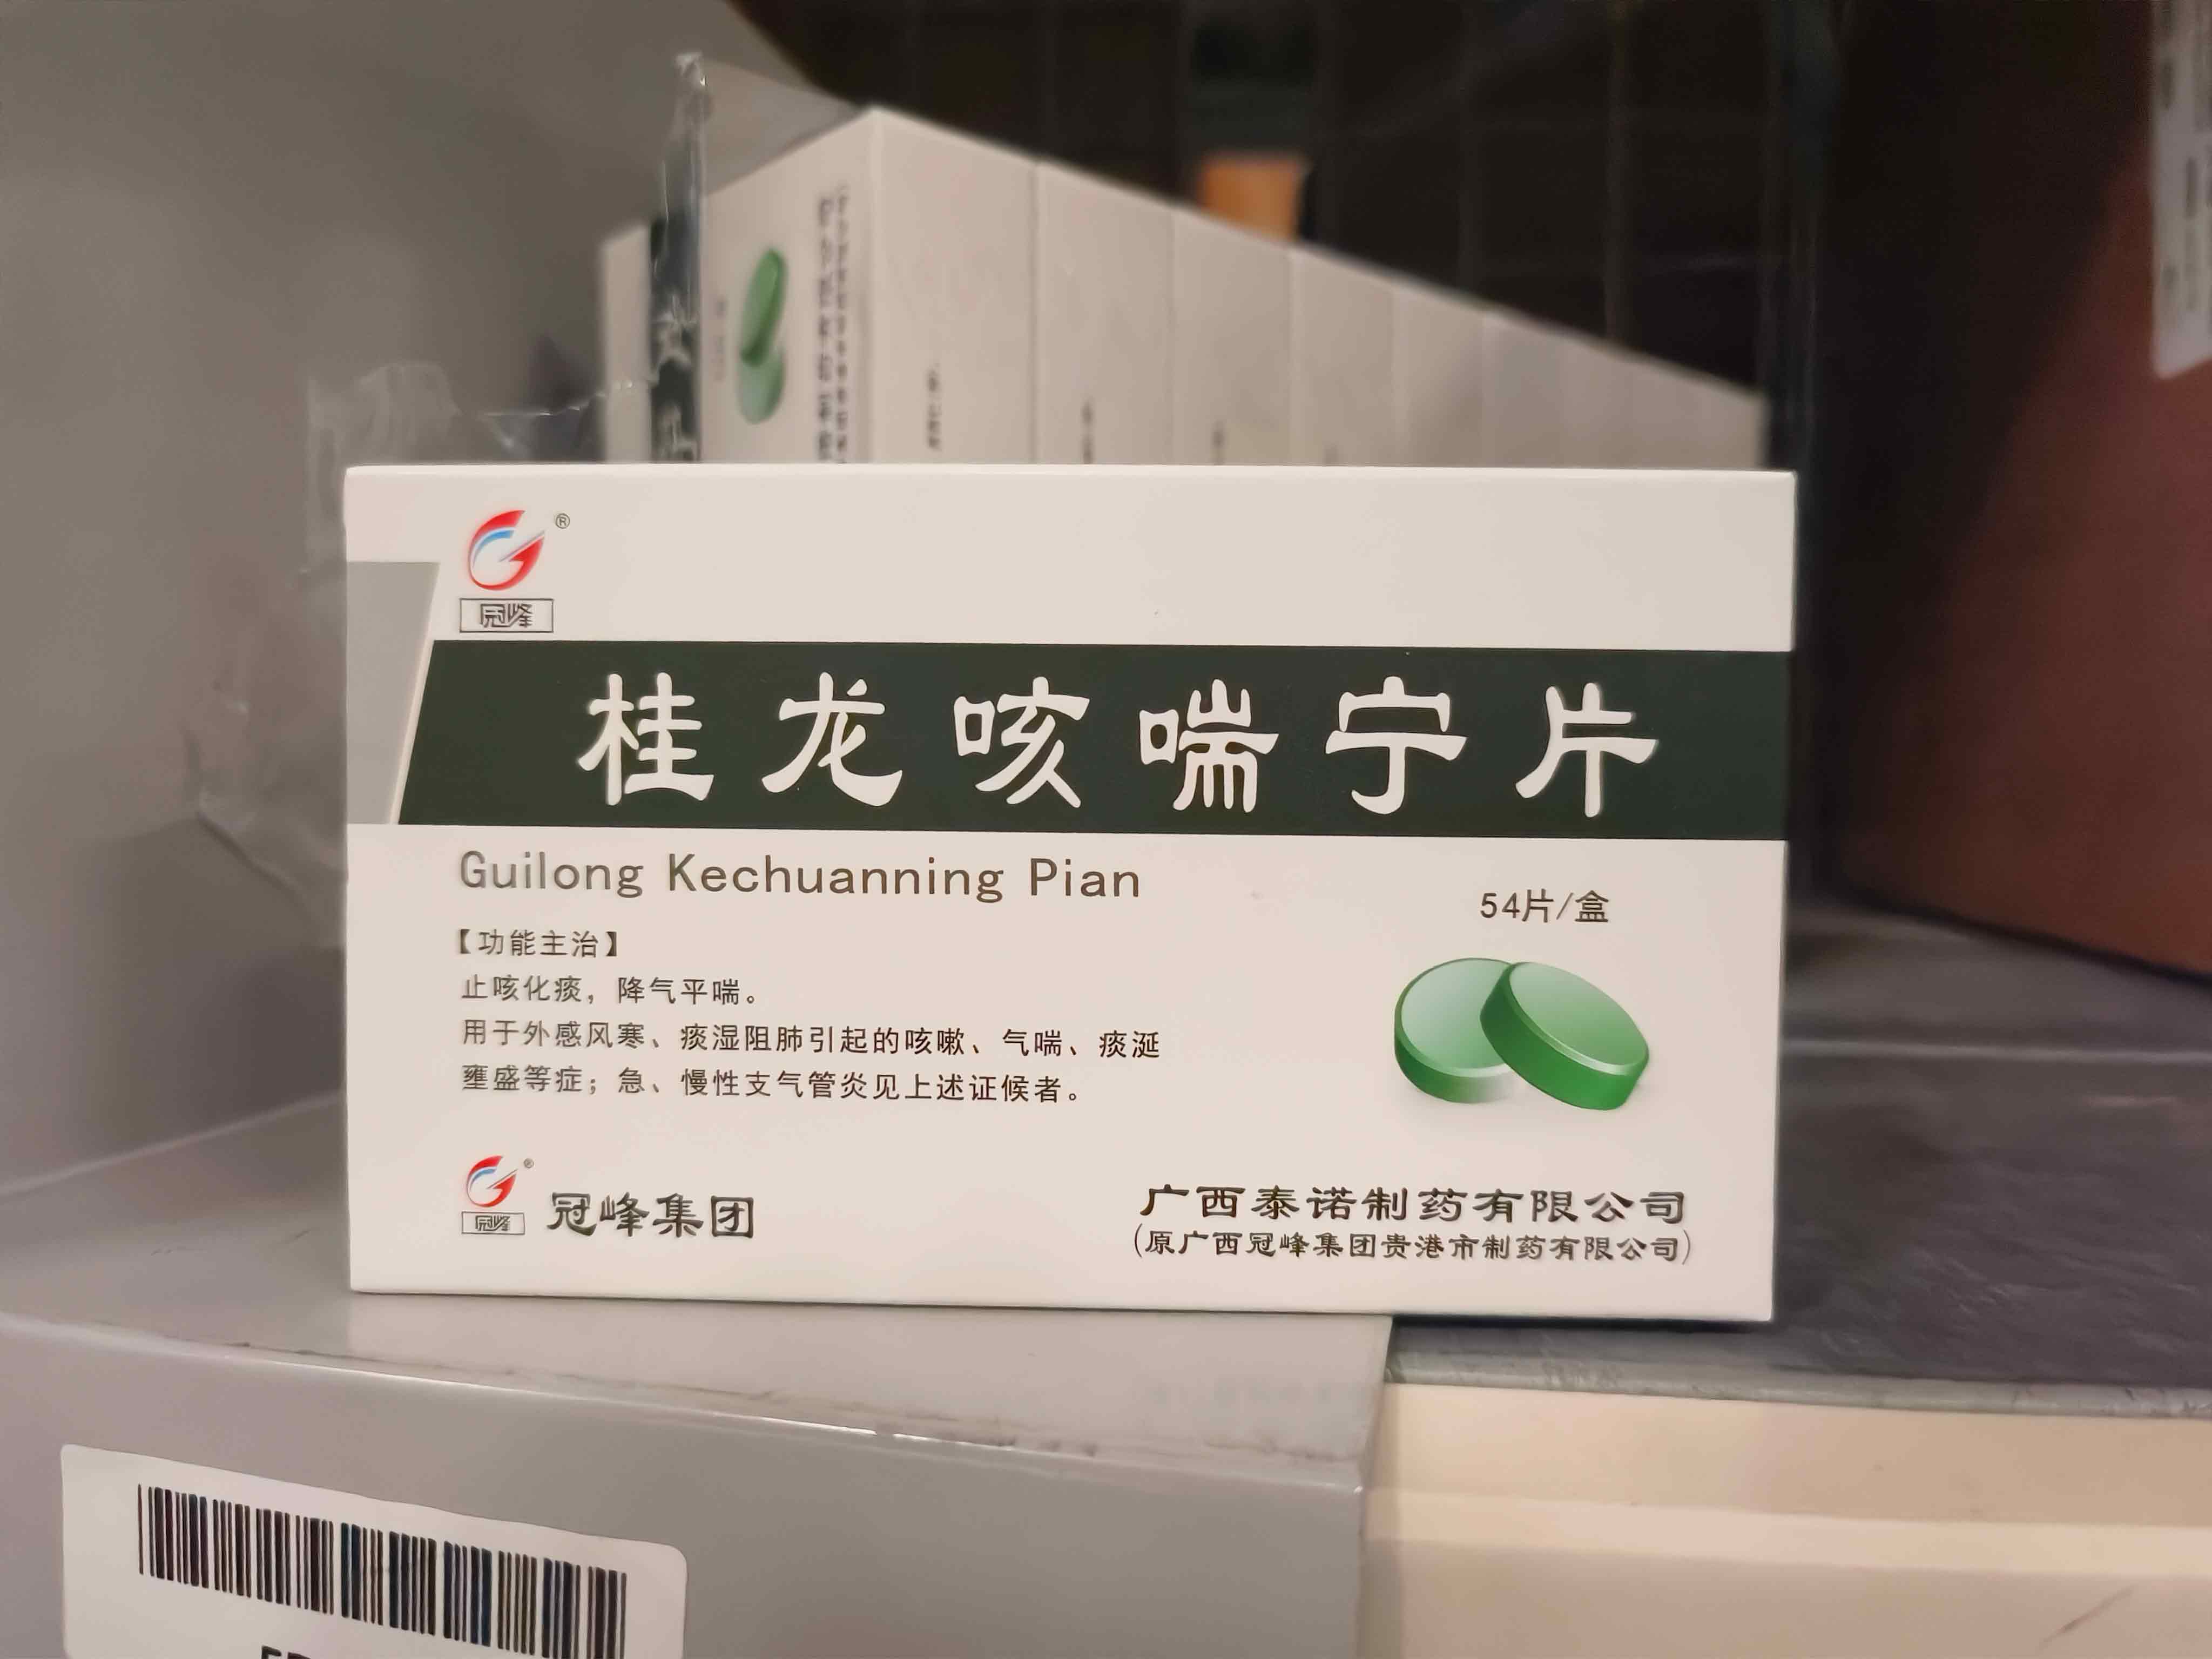 冠峰
桂龙咳喘宁片
Guilong Kechuanning Pian
54片/盒
【功能主治】
止咳化痰，降气平喘。
用于外感风寒、痰湿阻肺引起的咳嗽、气喘、痰涎
壅盛等症；急、慢性支气管炎见上述证候者。
冠峰
冠峰集团
广西泰诺制药有限公司
(原广西冠峰集团贵港市制药有限公司)